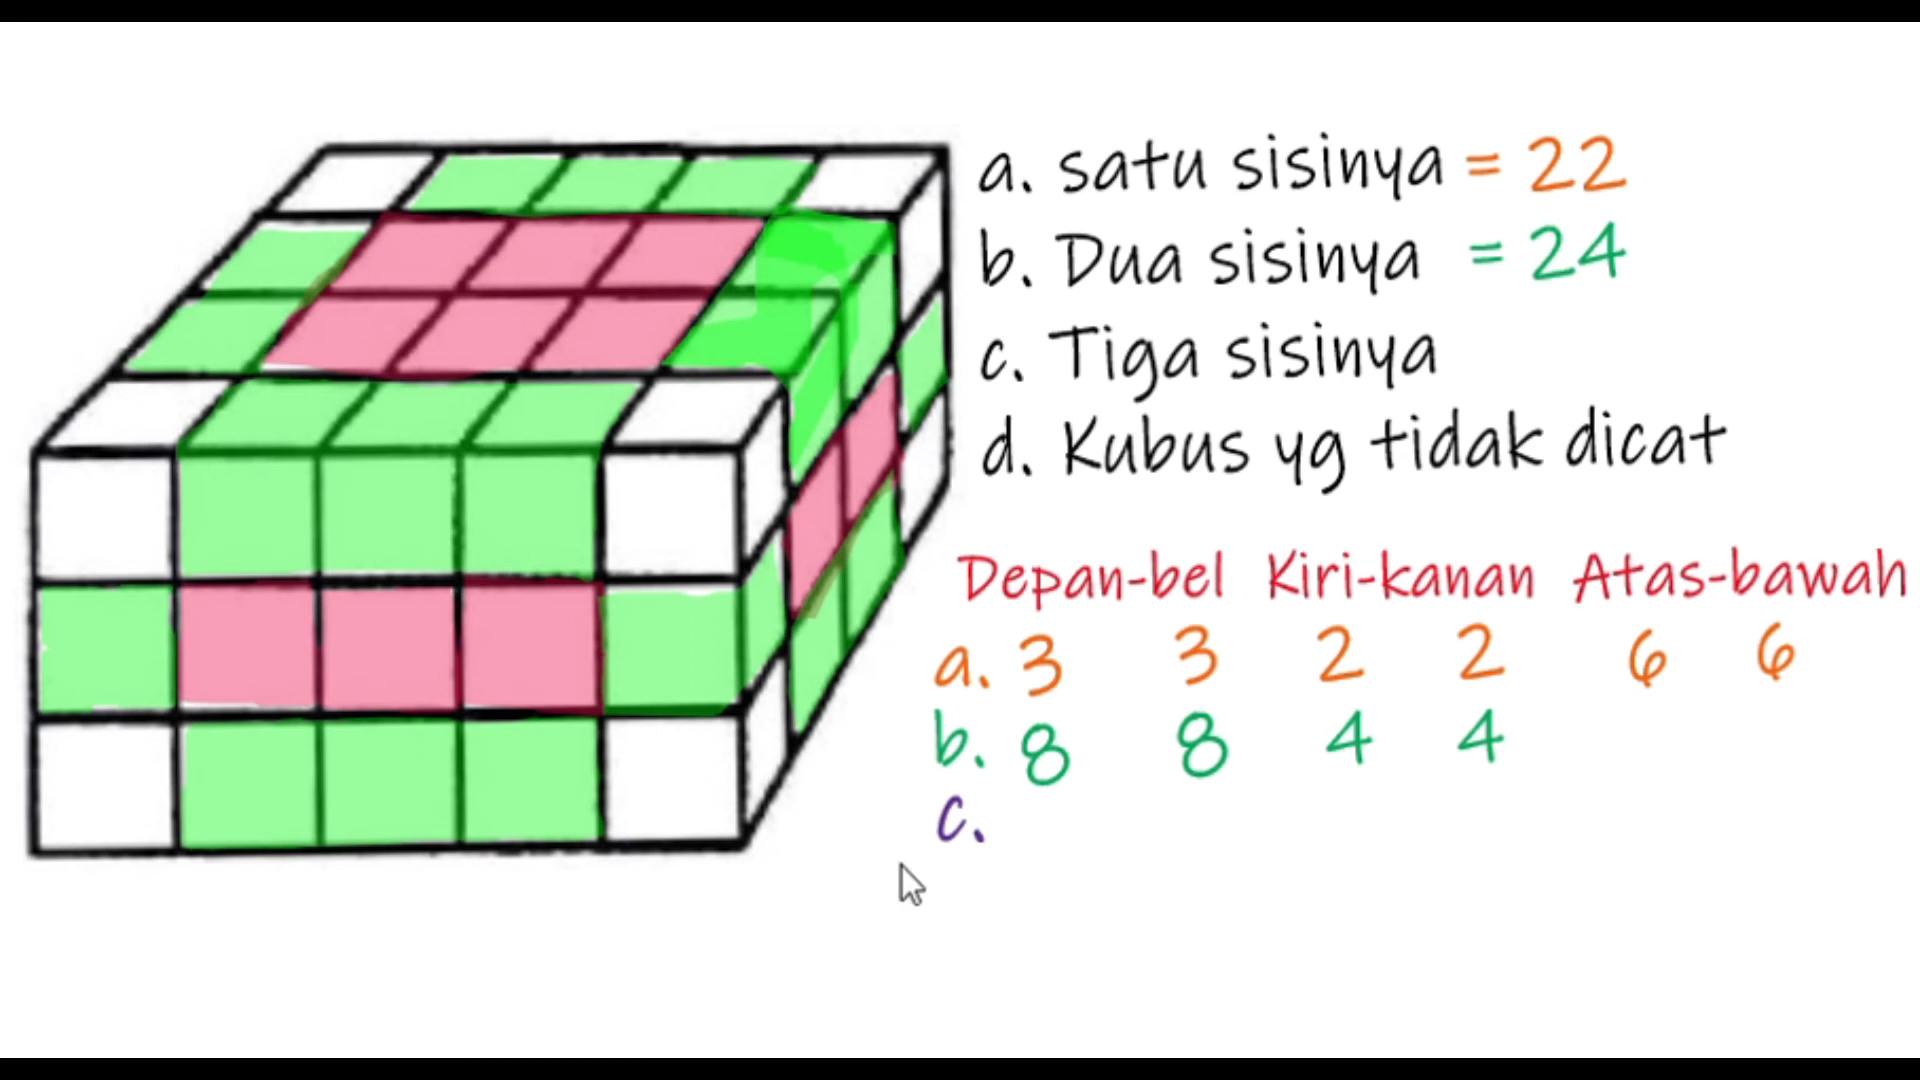 a. satu sisinya = 22
b. Dua sisinya = 24
c. Tiga sisinya
d. Kubus yg tidak dicat
Depan-bel Kiri-kanan Atas-bawah
a. 3 3 2 2 6 6
b. 8 8 4 4
c.